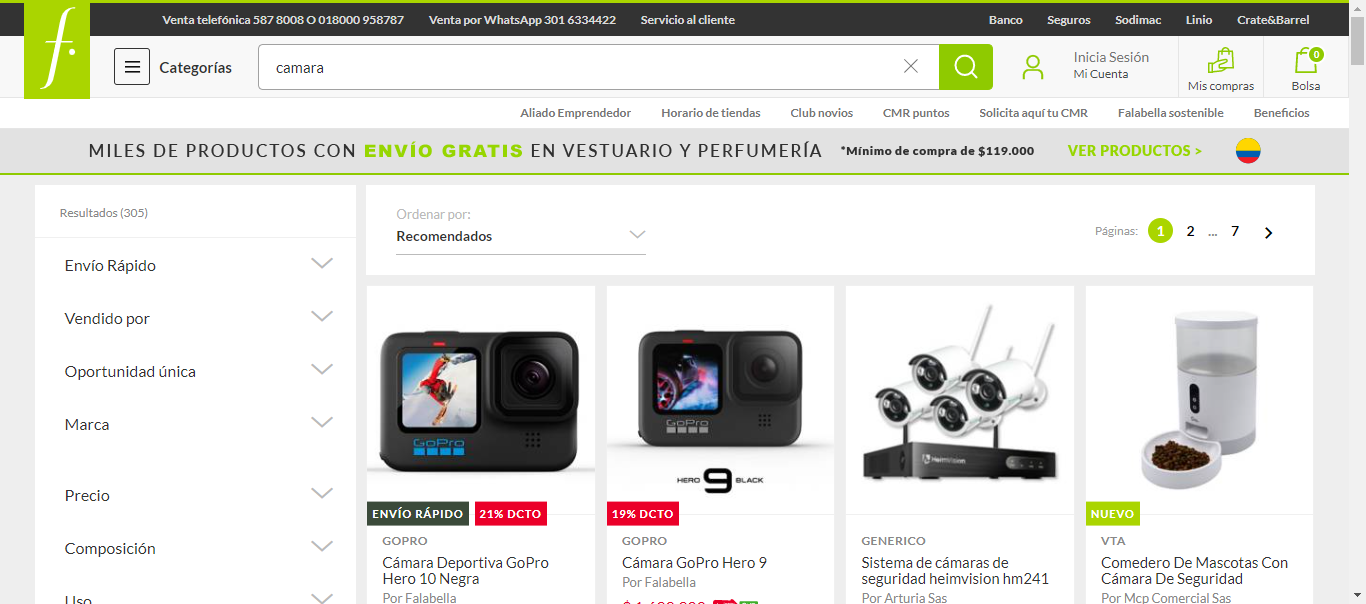 Venta telefónica 587 8008 O 018000 958787 Venta por WhatsApp 301 6334422 Servicio al cliente Banco Seguros Sodimac Linio Crate&Barrel
f.
Categorías camara Inicia Sesión
Mi Cuenta
Mis compras
0
Bolsa
Aliado Emprendedor Horario de tiendas Club novios CMR puntos Solicita aquí tu CMR Falabella sostenible Beneficios
MILES DE PRODUCTOS CON ENVÍO GRATIS EN VESTUARIO Y PERFUMERÍA *Mínimo de compra de $119.000 VER PRODUCTOS >
Resultados (305)
Envío Rápido
Vendido por
Oportunidad única
Marca
Precio
Composición
Uso
Ordenar por:
Recomendados
Páginas: 1 2 ... 7
GoPro
ENVÍO RÁPIDO 21% DCTO
GOPRO
Cámara Deportiva GoPro
Hero 10 Negra
Por Falabella
GoPro
HERO 9 BLACK
19% DCTO
GOPRO
Cámara GoPro Hero 9
Por Falabella
HeimVision
GENERICO
Sistema de cámaras de
seguridad heimvision hm241
Por Arturia Sas
NUEVO
VTA
Comedero De Mascotas Con
Cámara De Seguridad
Por Mcp Comercial Sas